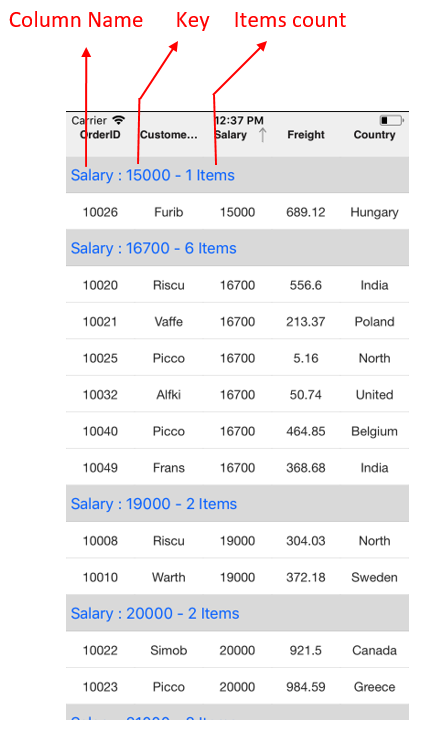 Column Name Key Items count
Carrier 12:37 PM
OrderID Custome... Salary Freight Country
Salary : 15000 - 1 Items
10026 Furib 15000 689.12 Hungary
Salary : 16700 - 6 Items
10020 Riscu 16700 556.6 India
10021 Vaffe 16700 213.37 Poland
10025 Picco 16700 5.16 North
10032 Alfki 16700 50.74 United
10040 Picco 16700 464.85 Belgium
10049 Frans 16700 368.68 India
Salary : 19000 - 2 Items
10008 Riscu 19000 304.03 North
10010 Warth 19000 372.18 Sweden
Salary : 20000 - 2 Items
10022 Simob 20000 921.5 Canada
10023 Picco 20000 984.59 Greece